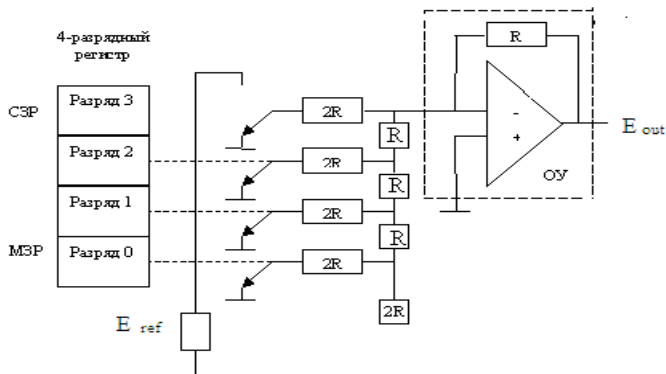 4-разрядный
регистр
СЗР
Разряд 3
Разряд 2
Разряд 1
МЗР
Разряд 0
2R
2R
2R
2R
R
R
R
2R
R
-
+
ОУ
E out
E ref